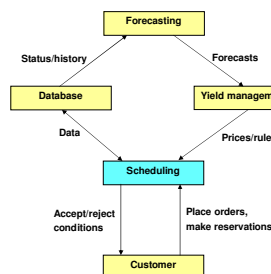 Forecasting
Status/history
Forecasts
Database
Yield managem
Data
Prices/rule
Scheduling
Accept/reject
conditions
Place orders,
make reservations
Customer